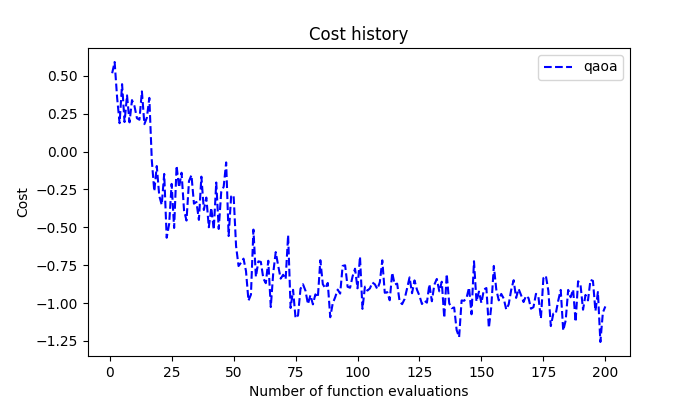 Cost history
qaoa
Cost
0.50
0.25
0.00
−0.25
−0.50
−0.75
−1.00
−1.25
0 25 50 75 100 125 150 175 200
Number of function evaluations